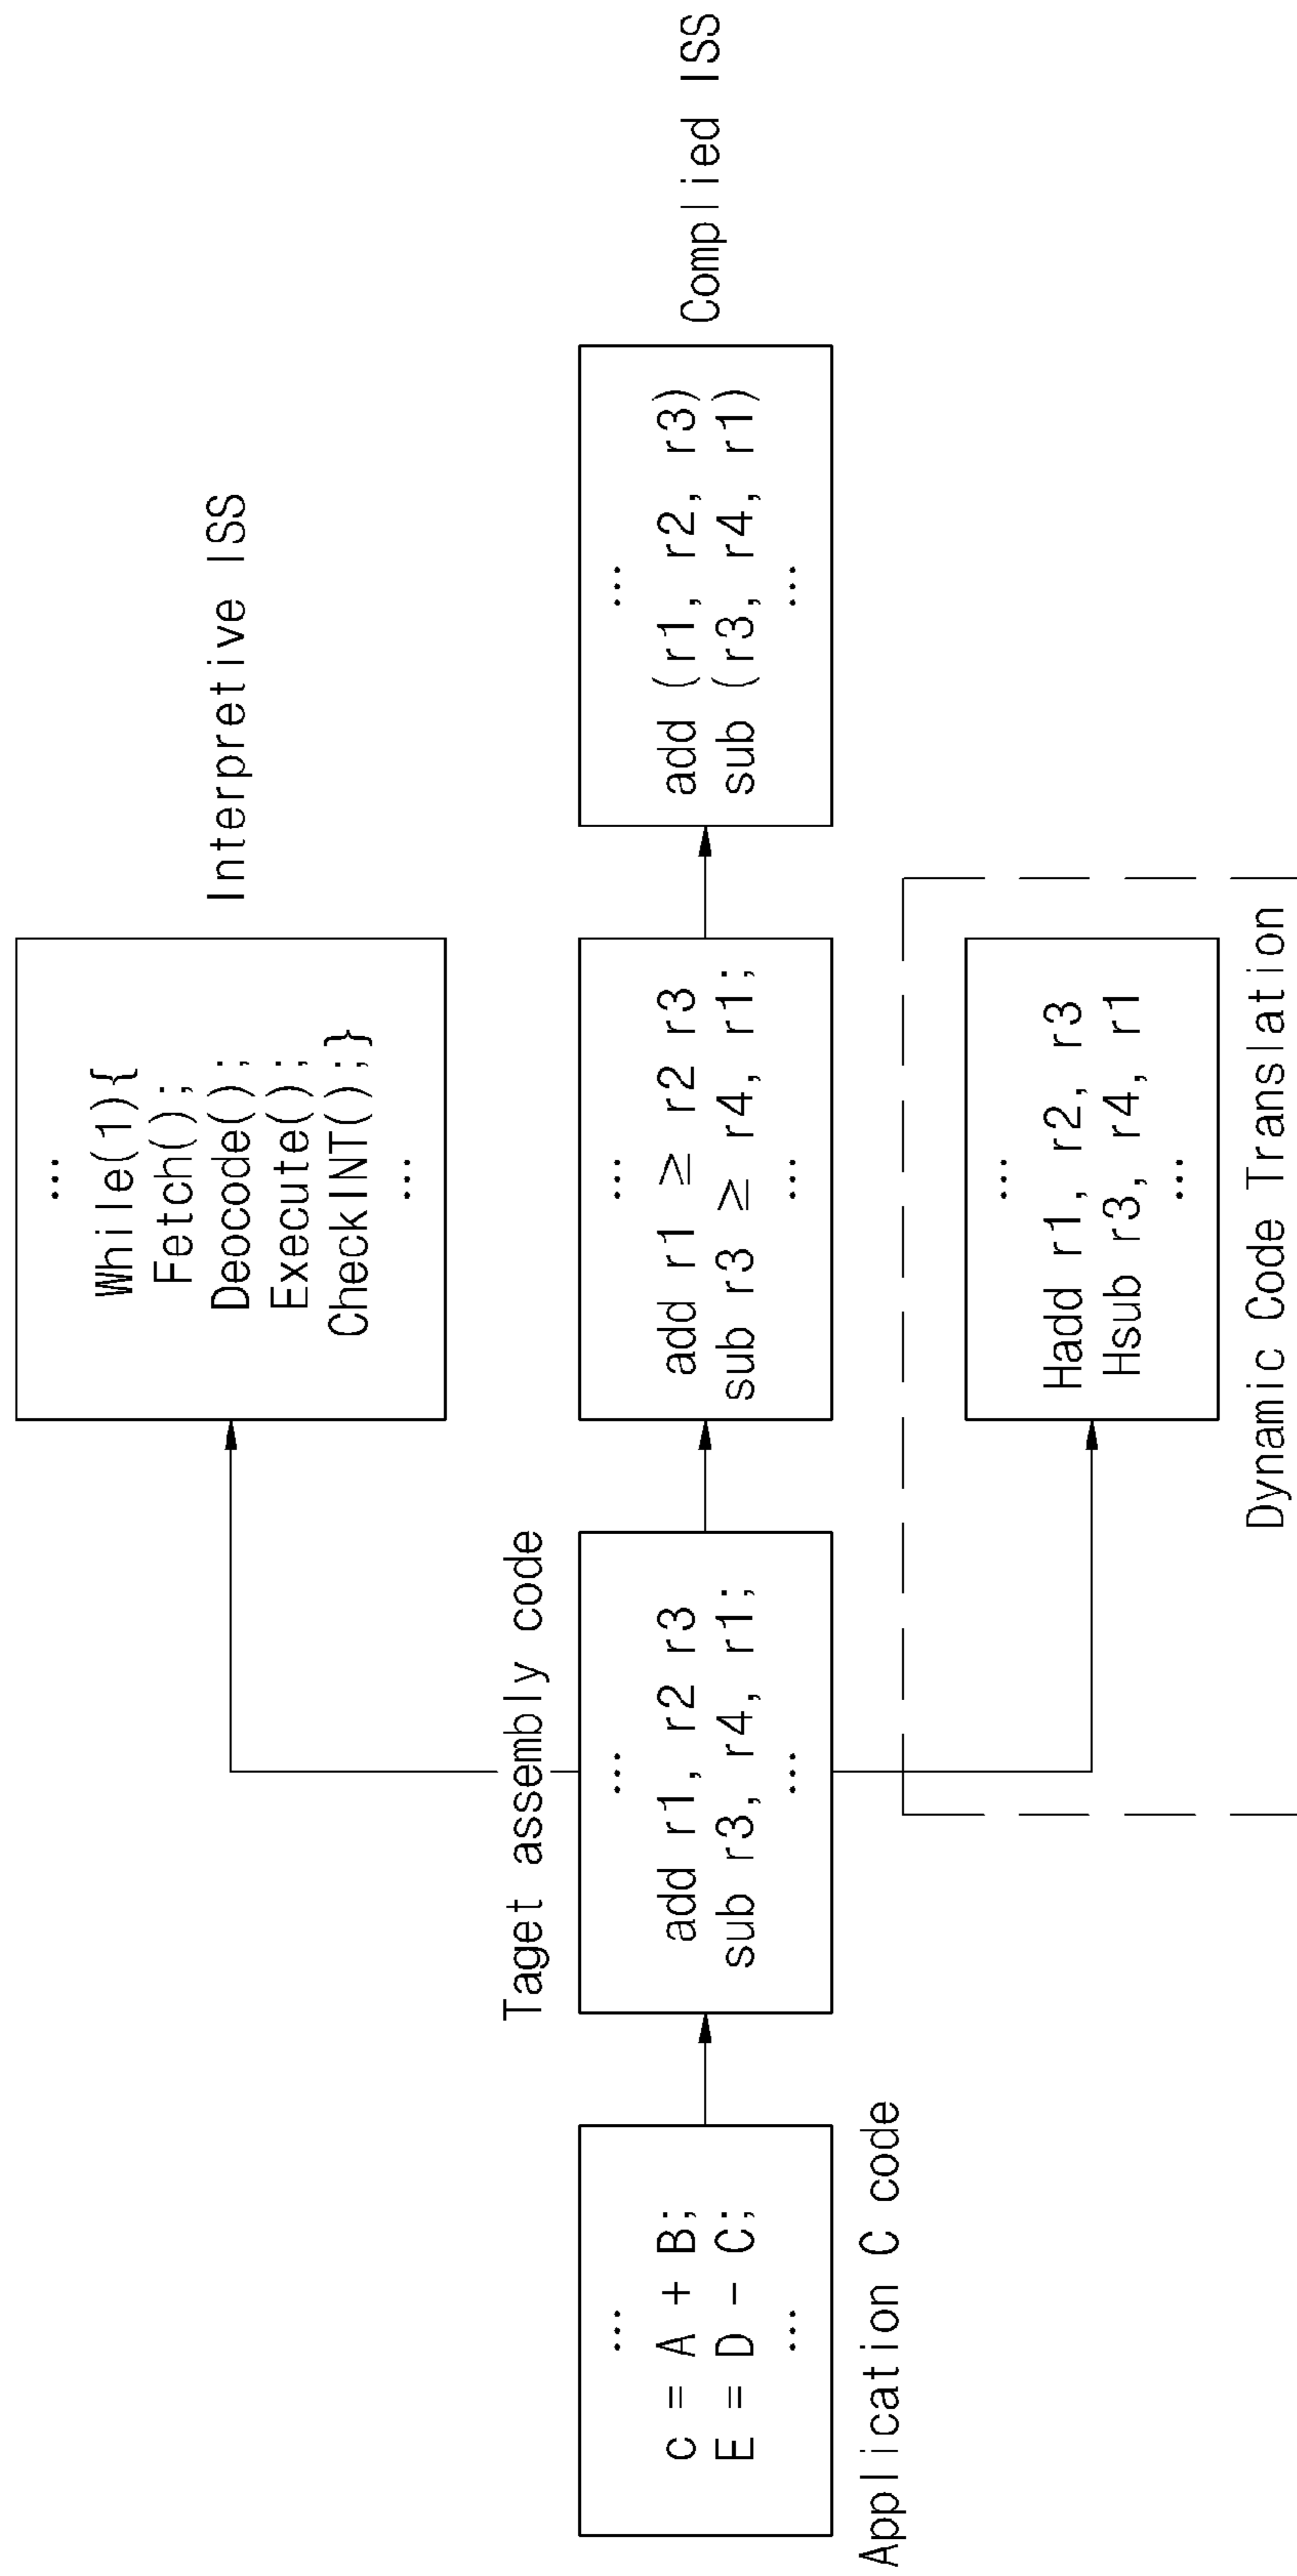 ...
c = A + B;
E = D - C;
...
Application C code
Taget assembly code
...
add r1, r2 r3
sub r3, r4, r1;
...
...
While(1){
Fetch();
Deocode();
Execute();
CheckINT();}
...
Interpretive ISS
...
add r1 ≥ r2 r3
sub r3 ≥ r4, r1;
...
...
add (r1, r2, r3)
sub (r3, r4, r1)
...
Complied ISS
...
Hadd r1, r2, r3
Hsub r3, r4, r1
...
Dynamic Code Translation